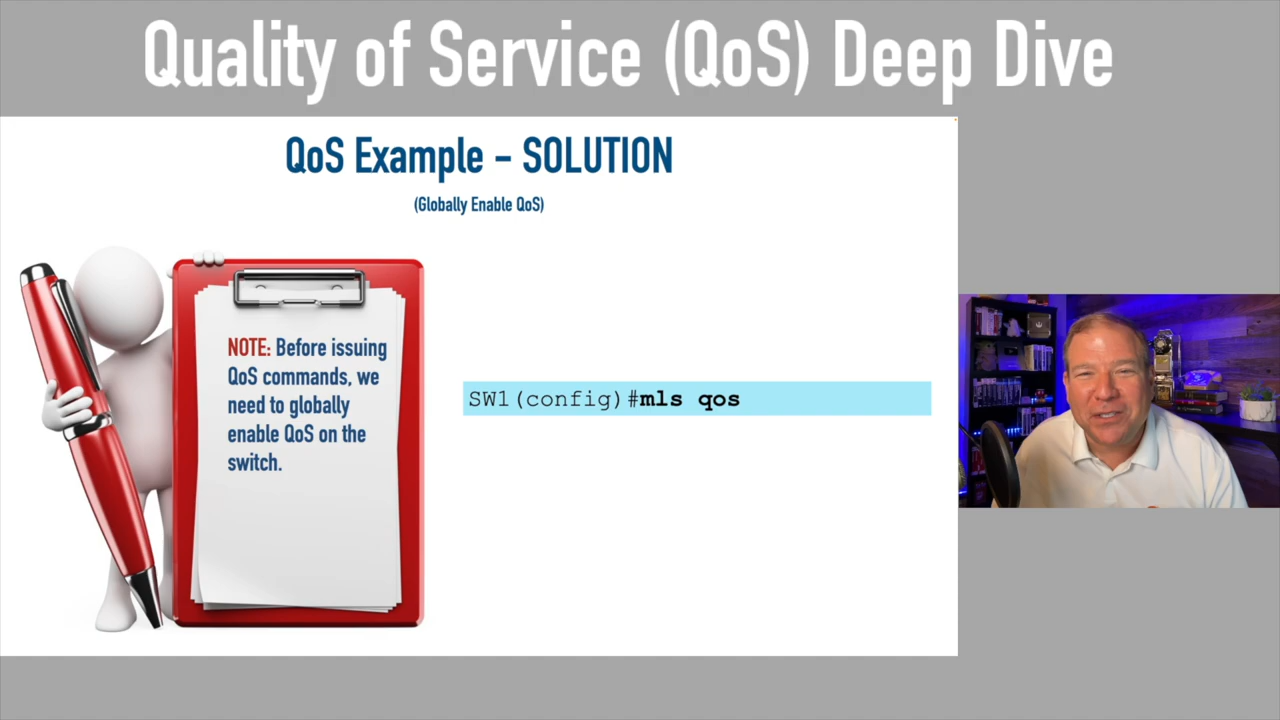 Quality of Service (QoS) Deep Dive
QoS Example – SOLUTION
(Globally Enable QoS)
NOTE: Before issuing
QoS commands, we
need to globally
enable QoS on the
switch.
SW1(config)#mls qos